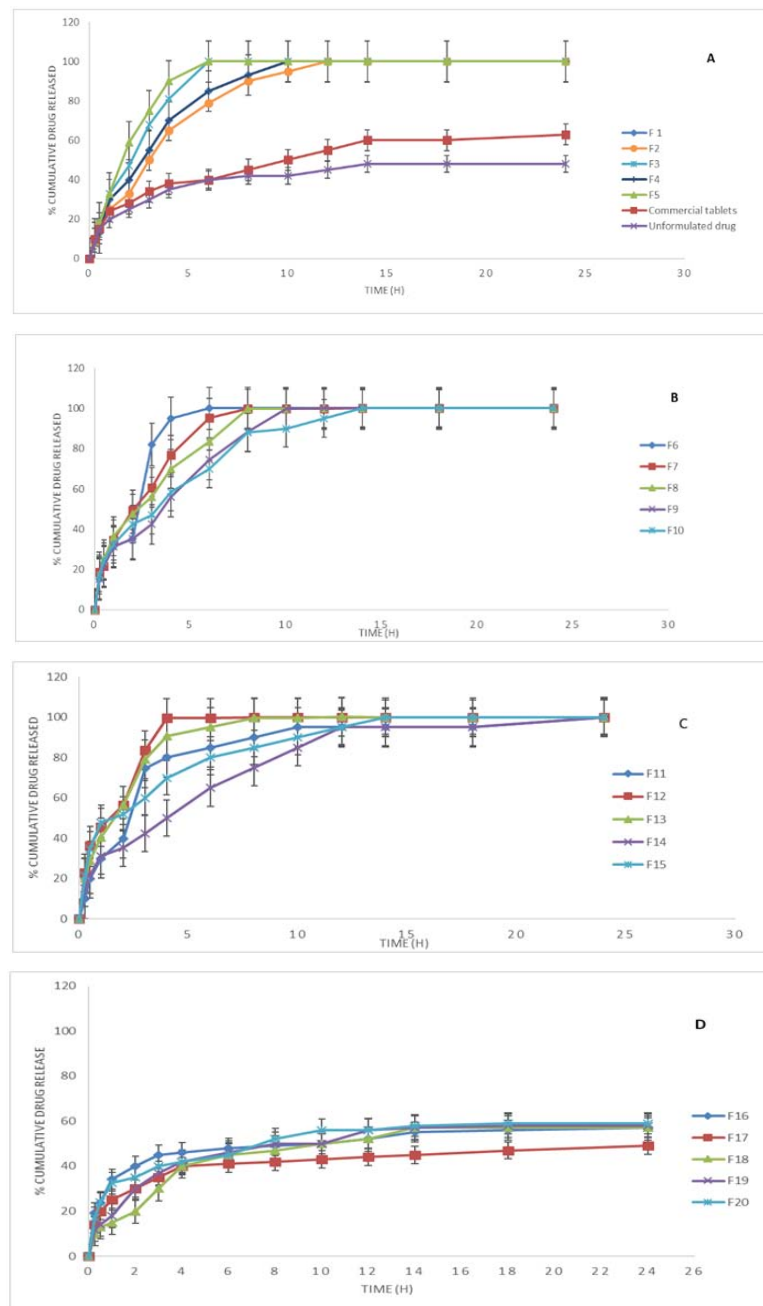 120
100
80
60
40
20
0
% CUMULATIVE DRUG RELEASED
0 5 10 15 20 25 30
TIME (H)
A
F 1
F2
F3
F4
F5
Commercial tablets
Unformulated drug
120
100
80
60
40
20
0
% CUMULATIVE DRUG RELEASED
0 5 10 15 20 25 30
TIME (H)
B
F6
F7
F8
F9
F10
120
100
80
60
40
20
0
% CUMULATIVE DRUG RELEASED
0 5 10 15 20 25 30
TIME (H)
C
F11
F12
F13
F14
F15
120
100
80
60
40
20
0
% CUMULATIVE DRUG RELEASE
0 2 4 6 8 10 12 14 16 18 20 22 24 26
TIME (H)
D
F16
F17
F18
F19
F20